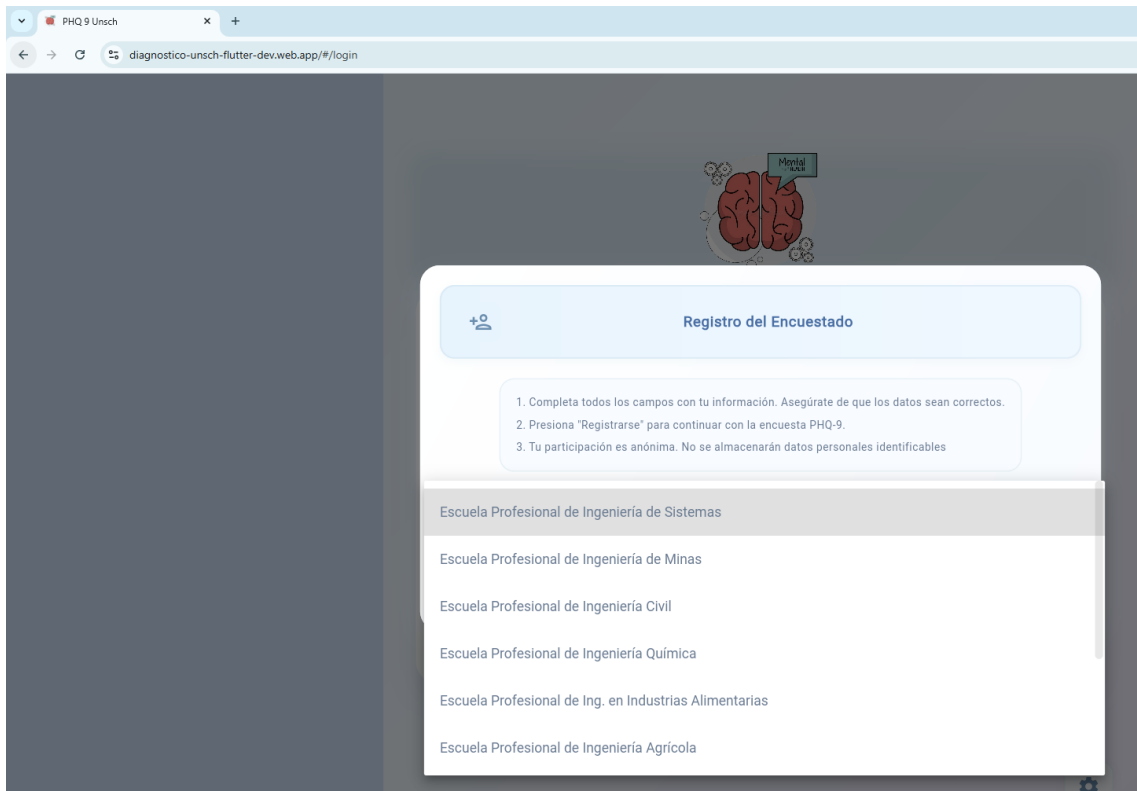 PHQ 9 Unsch
diagnostico-unsch-flutter-dev.web.app/#/login
Mental
Registro del Encuestado
1. Completa todos los campos con tu información. Asegúrate de que los datos sean correctos.
2. Presiona "Registrarse" para continuar con la encuesta PHQ-9.
3. Tu participación es anónima. No se almacenarán datos personales identificables
Escuela Profesional de Ingeniería de Sistemas
Escuela Profesional de Ingeniería de Minas
Escuela Profesional de Ingeniería Civil
Escuela Profesional de Ingeniería Química
Escuela Profesional de Ing. en Industrias Alimentarias
Escuela Profesional de Ingeniería Agrícola